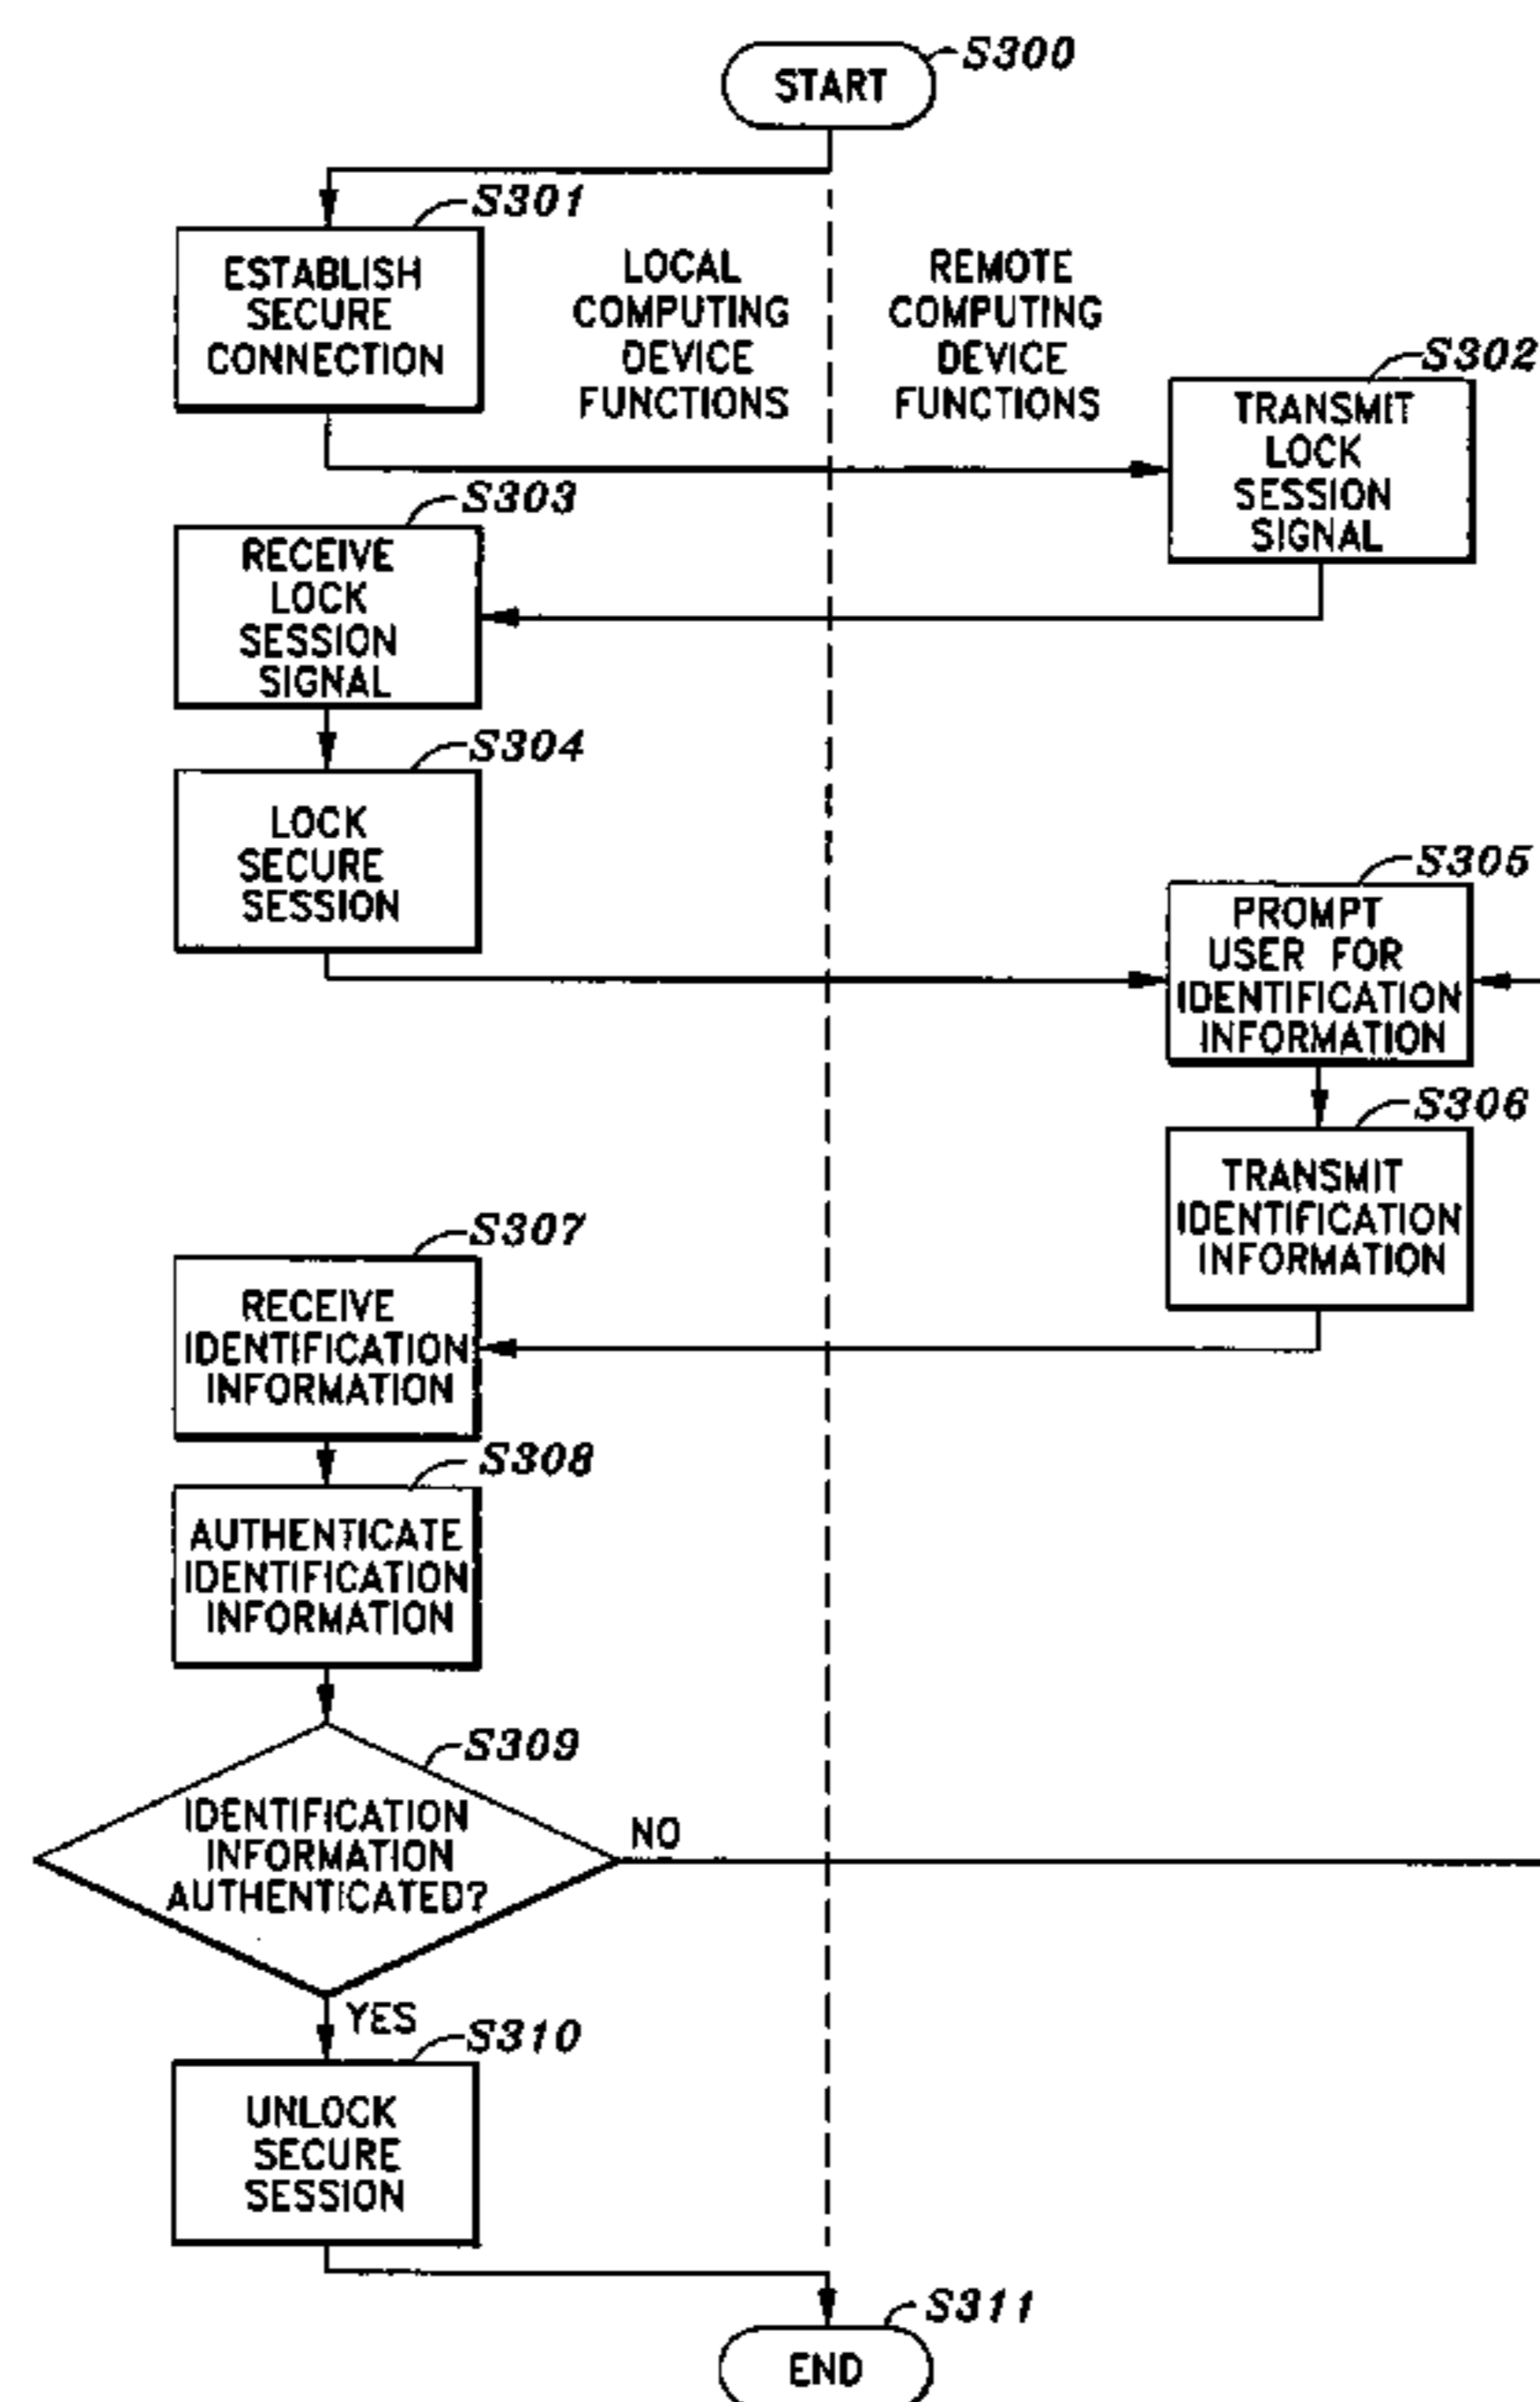 S300
START
S301
ESTABLISH
SECURE
CONNECTION
LOCAL
COMPUTING
DEVICE
FUNCTIONS
REMOTE
COMPUTING
DEVICE
FUNCTIONS
S302
TRANSMIT
LOCK
SESSION
SIGNAL
S303
RECEIVE
LOCK
SESSION
SIGNAL
S304
LOCK
SECURE
SESSION
S305
PROMPT
USER FOR
IDENTIFICATION
INFORMATION
S306
TRANSMIT
IDENTIFICATION
INFORMATION
S307
RECEIVE
IDENTIFICATION
INFORMATION
S308
AUTHENTICATE
IDENTIFICATION
INFORMATION
S309
IDENTIFICATION
INFORMATION
AUTHENTICATED?
NO
YES
S310
UNLOCK
SECURE
SESSION
S311
END